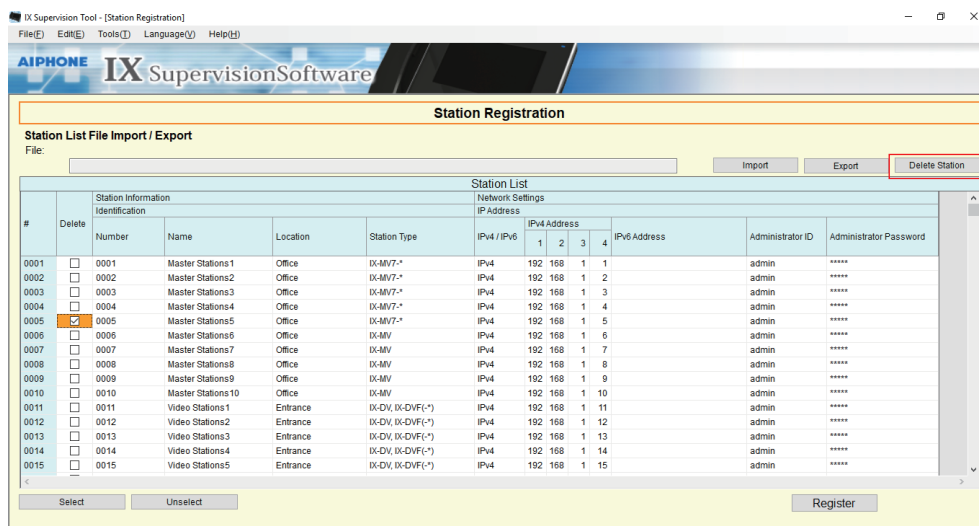 IX Supervision Tool - [Station Registration]
File(F) Edit(E) Tools(T) Language(V) Help(H)
AIPHONE IX SupervisionSoftware
Station Registration
Station List File Import / Export
File:
Import Export Delete Station
Station List
Station Information Network Settings
Identification IP Address
# Delete Number Name Location Station Type IPv4 / IPv6 IPv4 Address IPv6 Address Administrator ID Administrator Password
1 2 3 4
0001 0001 Master Stations1 Office IX-MV7-* IPv4 192 168 1 1 admin *****
0002 0002 Master Stations2 Office IX-MV7-* IPv4 192 168 1 2 admin *****
0003 0003 Master Stations3 Office IX-MV7-* IPv4 192 168 1 3 admin *****
0004 0004 Master Stations4 Office IX-MV7-* IPv4 192 168 1 4 admin *****
0005 0005 Master Stations5 Office IX-MV7-* IPv4 192 168 1 5 admin *****
0006 0006 Master Stations6 Office IX-MV IPv4 192 168 1 6 admin *****
0007 0007 Master Stations7 Office IX-MV IPv4 192 168 1 7 admin *****
0008 0008 Master Stations8 Office IX-MV IPv4 192 168 1 8 admin *****
0009 0009 Master Stations9 Office IX-MV IPv4 192 168 1 9 admin *****
0010 0010 Master Stations10 Office IX-MV IPv4 192 168 1 10 admin *****
0011 0011 Video Stations1 Entrance IX-DV, IX-DVF(-*) IPv4 192 168 1 11 admin *****
0012 0012 Video Stations2 Entrance IX-DV, IX-DVF(-*) IPv4 192 168 1 12 admin *****
0013 0013 Video Stations3 Entrance IX-DV, IX-DVF(-*) IPv4 192 168 1 13 admin *****
0014 0014 Video Stations4 Entrance IX-DV, IX-DVF(-*) IPv4 192 168 1 14 admin *****
0015 0015 Video Stations5 Entrance IX-DV, IX-DVF(-*) IPv4 192 168 1 15 admin *****
Select Unselect Register